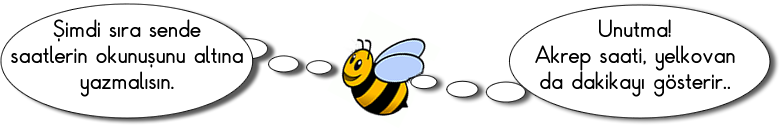 Şimdi sıra sende
saatlerin okunuşunu altına
yazmalısın.
Unutma!
Akrep saati, yelkovan
da dakikayı gösterir..